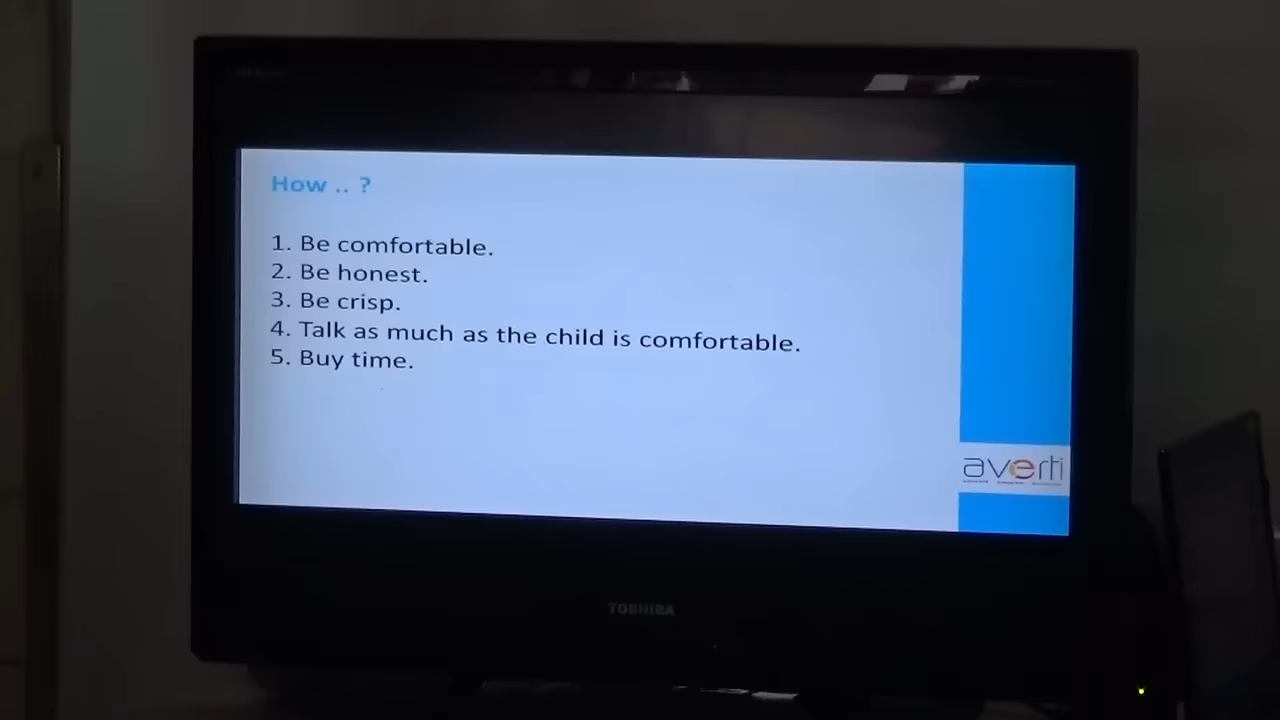 How .. ?
1. Be comfortable.
2. Be honest.
3. Be crisp.
4. Talk as much as the child is comfortable.
5. Buy time.
averti
TOSHIBA